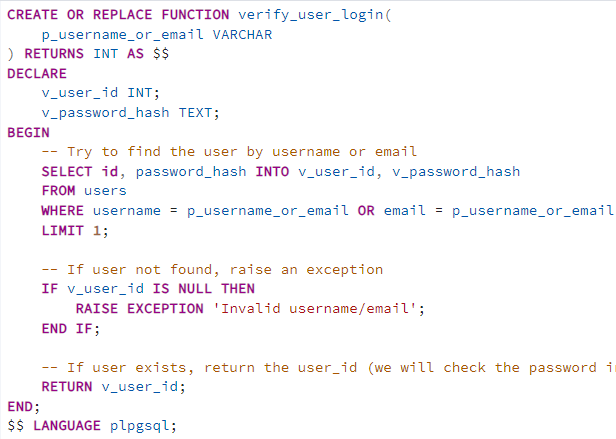 CREATE OR REPLACE FUNCTION verify_user_login(
    p_username_or_email VARCHAR
) RETURNS INT AS $$
DECLARE
    v_user_id INT;
    v_password_hash TEXT;
BEGIN
    -- Try to find the user by username or email
    SELECT id, password_hash INTO v_user_id, v_password_hash
    FROM users
    WHERE username = p_username_or_email OR email = p_username_or_email
    LIMIT 1;
    -- If user not found, raise an exception
    IF v_user_id IS NULL THEN
        RAISE EXCEPTION 'Invalid username/email';
    END IF;
    -- If user exists, return the user_id (we will check the password
    RETURN v_user_id;
END;
$$ LANGUAGE plpgsql;